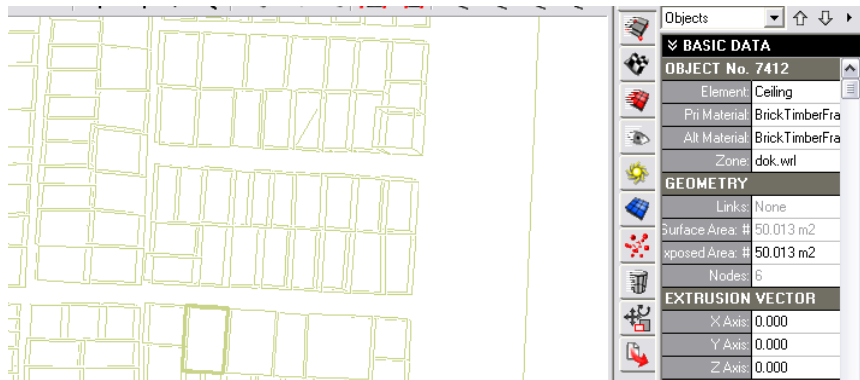 Objects
BASIC DATA
OBJECT No. 7412
Element: Ceiling
Pri Material: BrickTimberFra
Alt Material: BrickTimberFra
Zone: dok.wrl
GEOMETRY
Links: None
Surface Area: # 50.013 m2
xposed Area: # 50.013 m2
Nodes: 6
EXTRUSION VECTOR
X Axis: 0.000
Y Axis: 0.000
Z Axis: 0.000